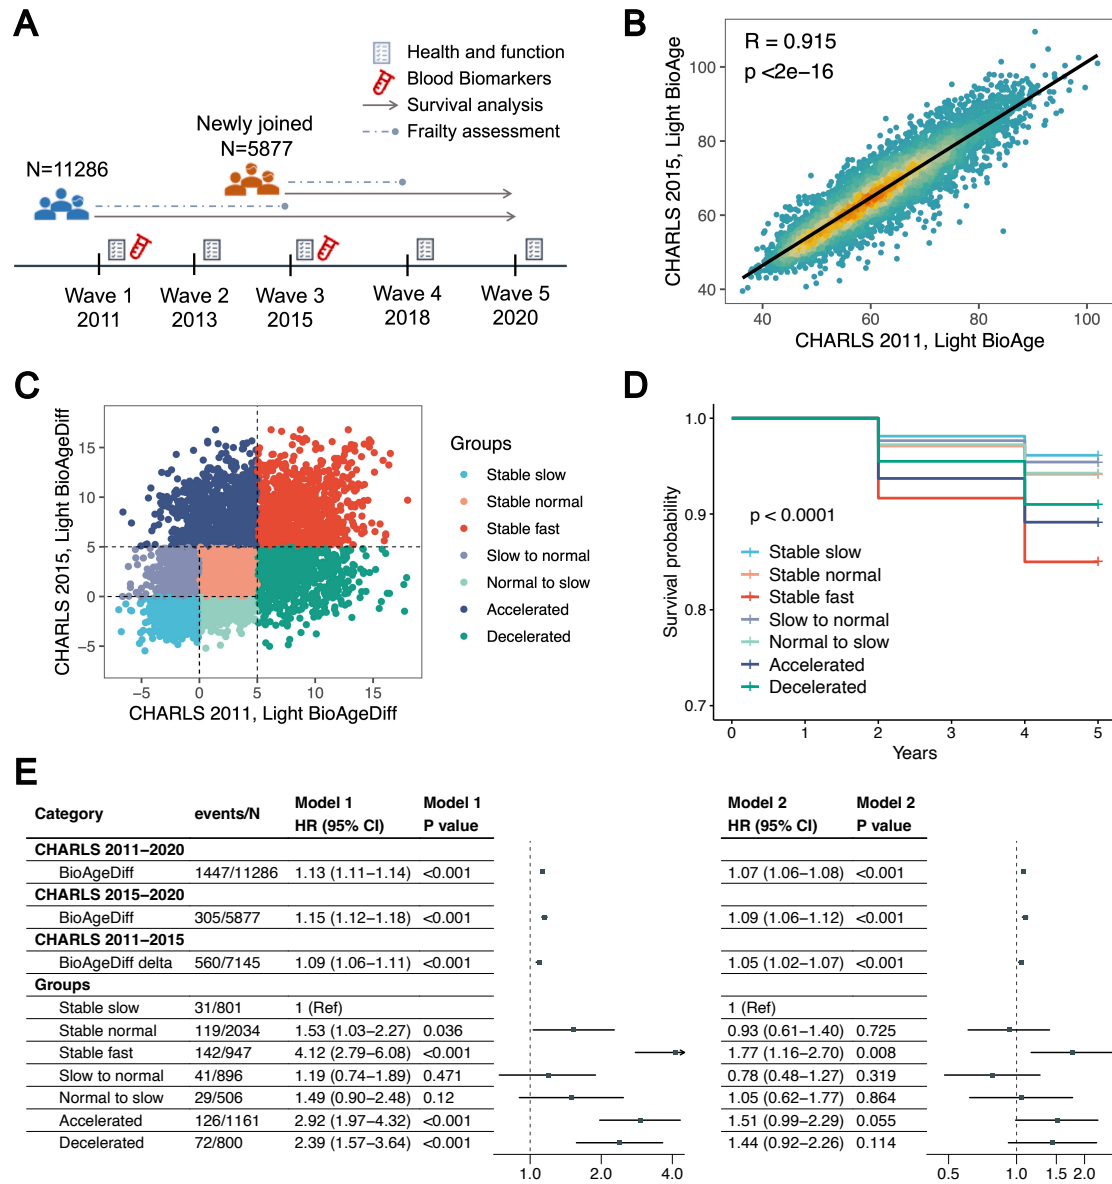 A
Health and function
Blood Biomarkers
Survival analysis
Frailty assessment
Newly joined
N=5877
N=11286
Wave 1
2011
Wave 2
2013
Wave 3
2015
Wave 4
2018
Wave 5
2020
B
R = 0.915
p <2e−16
CHARLS 2015, Light BioAge
100
80
60
40
40 60 80 100
CHARLS 2011, Light BioAge
C
CHARLS 2015, Light BioAgeDiff
15
10
5
0
−5
−5 0 5 10 15
CHARLS 2011, Light BioAgeDiff
Groups
Stable slow
Stable normal
Stable fast
Slow to normal
Normal to slow
Accelerated
Decelerated
D
Survival probability
1.0
0.9
0.8
0.7
p < 0.0001
Stable slow
Stable normal
Stable fast
Slow to normal
Normal to slow
Accelerated
Decelerated
0 1 2 3 4 5
Years
E
Category events/N Model 1 HR (95% CI) Model 1 P value Model 2 HR (95% CI) Model 2 P value
CHARLS 2011−2020
BioAgeDiff 1447/11286 1.13 (1.11−1.14) <0.001 1.07 (1.06−1.08) <0.001
CHARLS 2015−2020
BioAgeDiff 305/5877 1.15 (1.12−1.18) <0.001 1.09 (1.06−1.12) <0.001
CHARLS 2011−2015
BioAgeDiff delta 560/7145 1.09 (1.06−1.11) <0.001 1.05 (1.02−1.07) <0.001
Groups
Stable slow 31/801 1 (Ref) 1 (Ref)
Stable normal 119/2034 1.53 (1.03−2.27) 0.036 0.93 (0.61−1.40) 0.725
Stable fast 142/947 4.12 (2.79−6.08) <0.001 1.77 (1.16−2.70) 0.008
Slow to normal 41/896 1.19 (0.74−1.89) 0.471 0.78 (0.48−1.27) 0.319
Normal to slow 29/506 1.49 (0.90−2.48) 0.12 1.05 (0.62−1.77) 0.864
Accelerated 126/1161 2.92 (1.97−4.32) <0.001 1.51 (0.99−2.29) 0.055
Decelerated 72/800 2.39 (1.57−3.64) <0.001 1.44 (0.92−2.26) 0.114
1.0 2.0 4.0 0.5 1.0 1.5 2.0